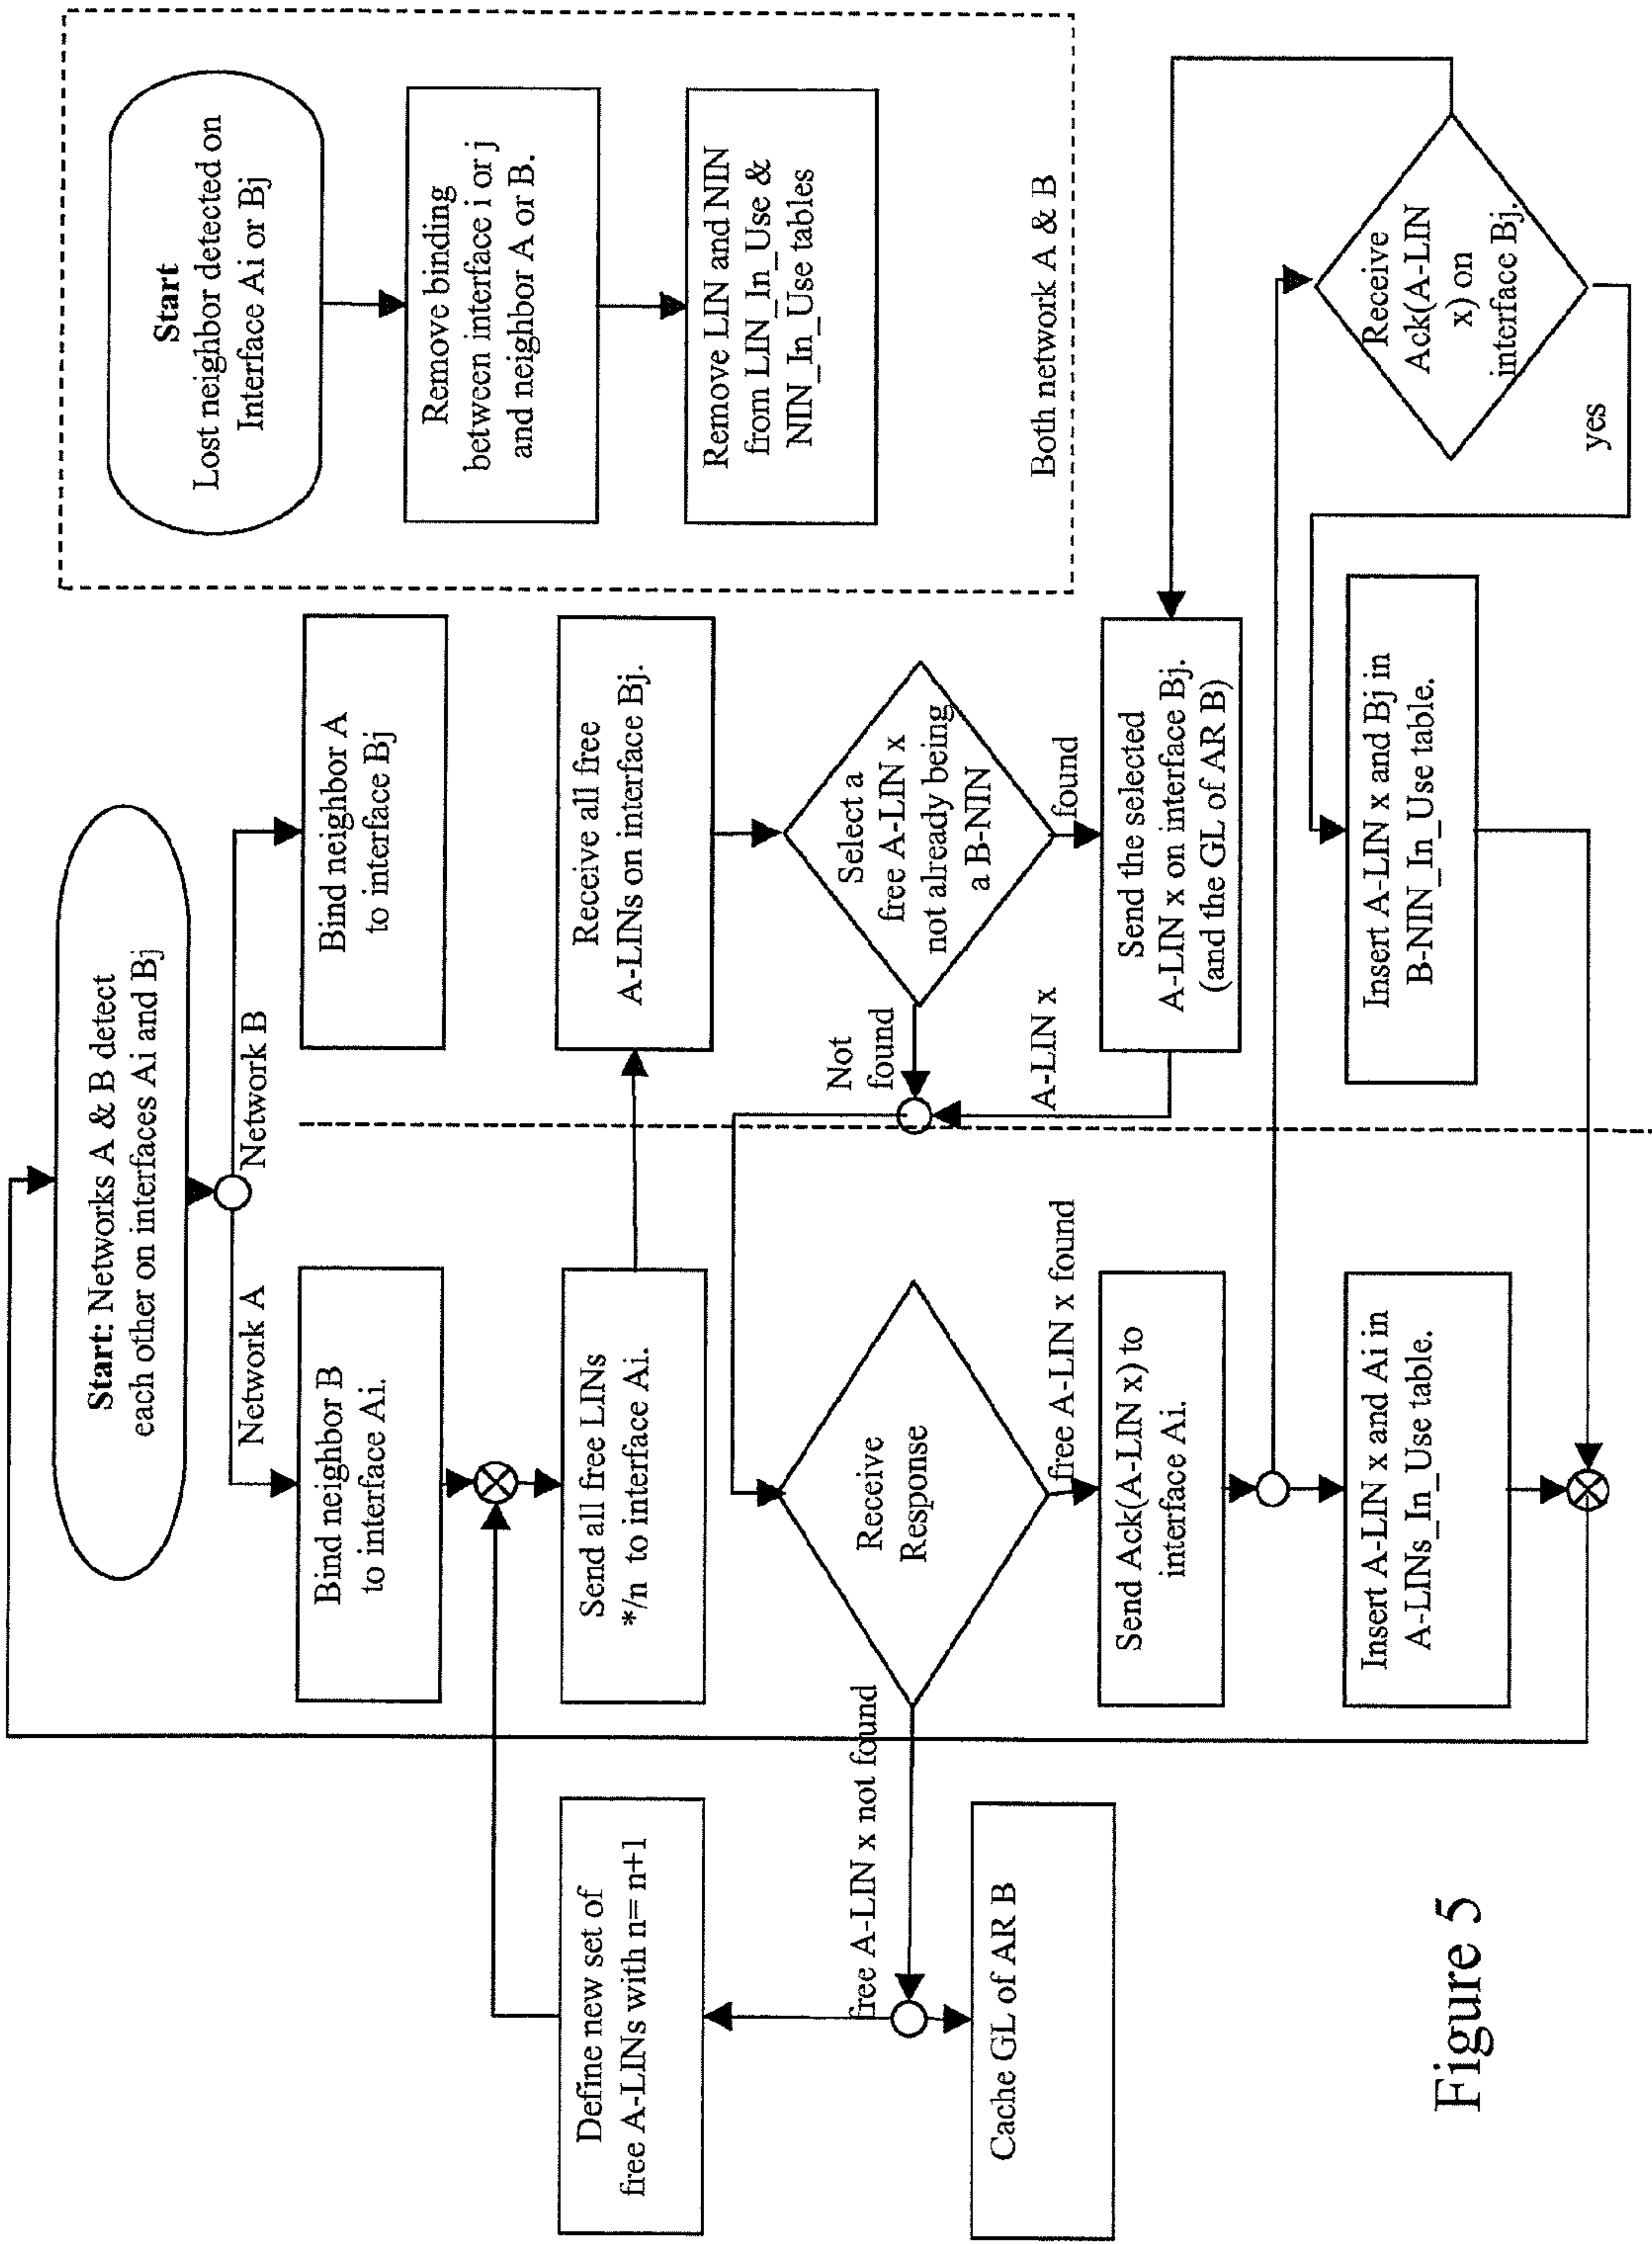 Start: Networks A & B detect
each other on interfaces Ai and Bj
Network A
Network B
Bind neighbor B
to interface Ai.
Bind neighbor A
to interface Bj
Send all free LINs
*/n to interface Ai.
Receive all free
A-LINs on interface Bj.
Define new set of
free A-LINs with n= n+1
Select a
free A-LIN x
not already being
a B-NIN
Not
found
found
A-LIN x
Receive
Response
free A-LIN x not found
free A-LIN x found
Cache GL of AR B
Send the selected
A-LIN x on interface Bj.
(and the GL of AR B)
Send Ack(A-LIN x) to
interface Ai.
Receive
Ack(A-LIN
x) on
interface Bj.
yes
Insert A-LIN x and Ai in
A-LINs_In_Use table.
Insert A-LIN x and Bj in
B-NIN_In_Use table.
Start
Lost neighbor detected on
Interface Ai or Bj
Remove binding
between interface i or j
and neighbor A or B.
Remove LIN and NIN
from LIN_In_Use &
NIN_In_Use tables
Both network A & B
Figure 5